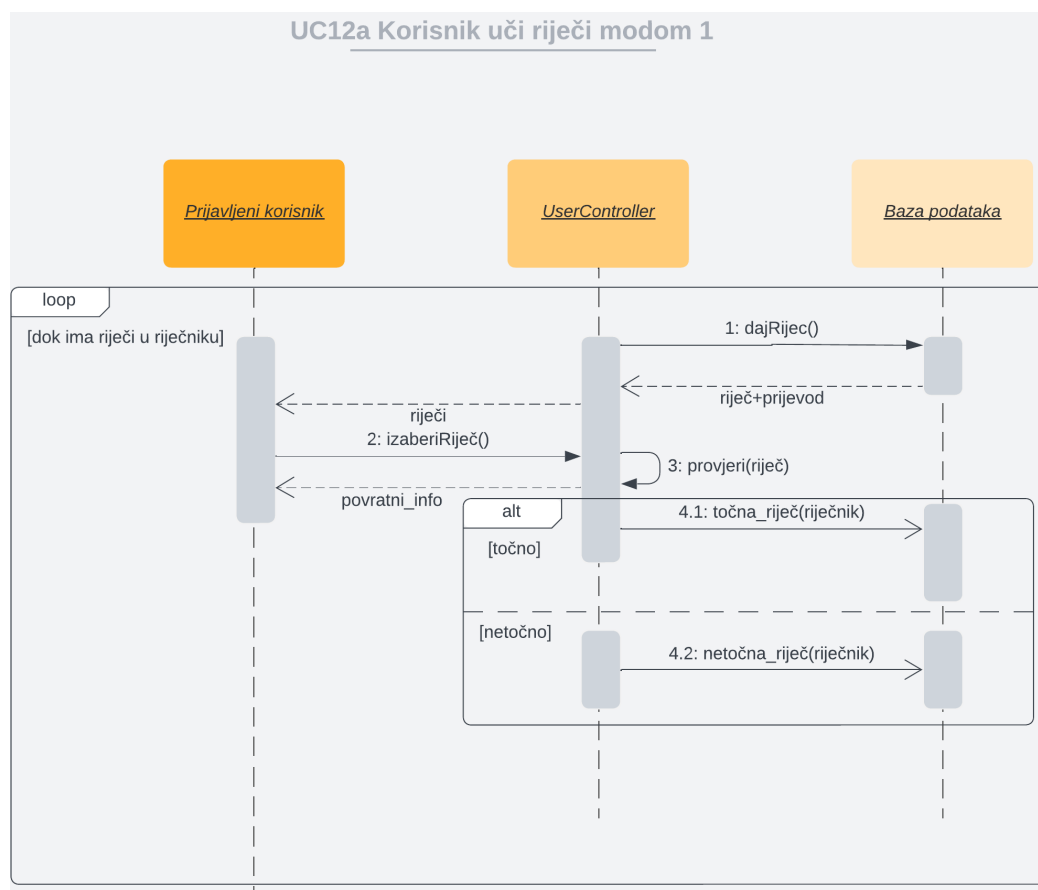 UC12a Korisnik uči riječi modom 1
Prijavljeni korisnik
UserController
Baza podataka
loop
[dok ima riječi u riječniku]
1: dajRijec()
riječ+prijevod
riječi
2: izaberiRiječ()
3: provjeri(riječ)
povratni_info
alt
4.1: točna_riječ(riječnik)
[točno]
[netočno]
4.2: netočna_riječ(riječnik)